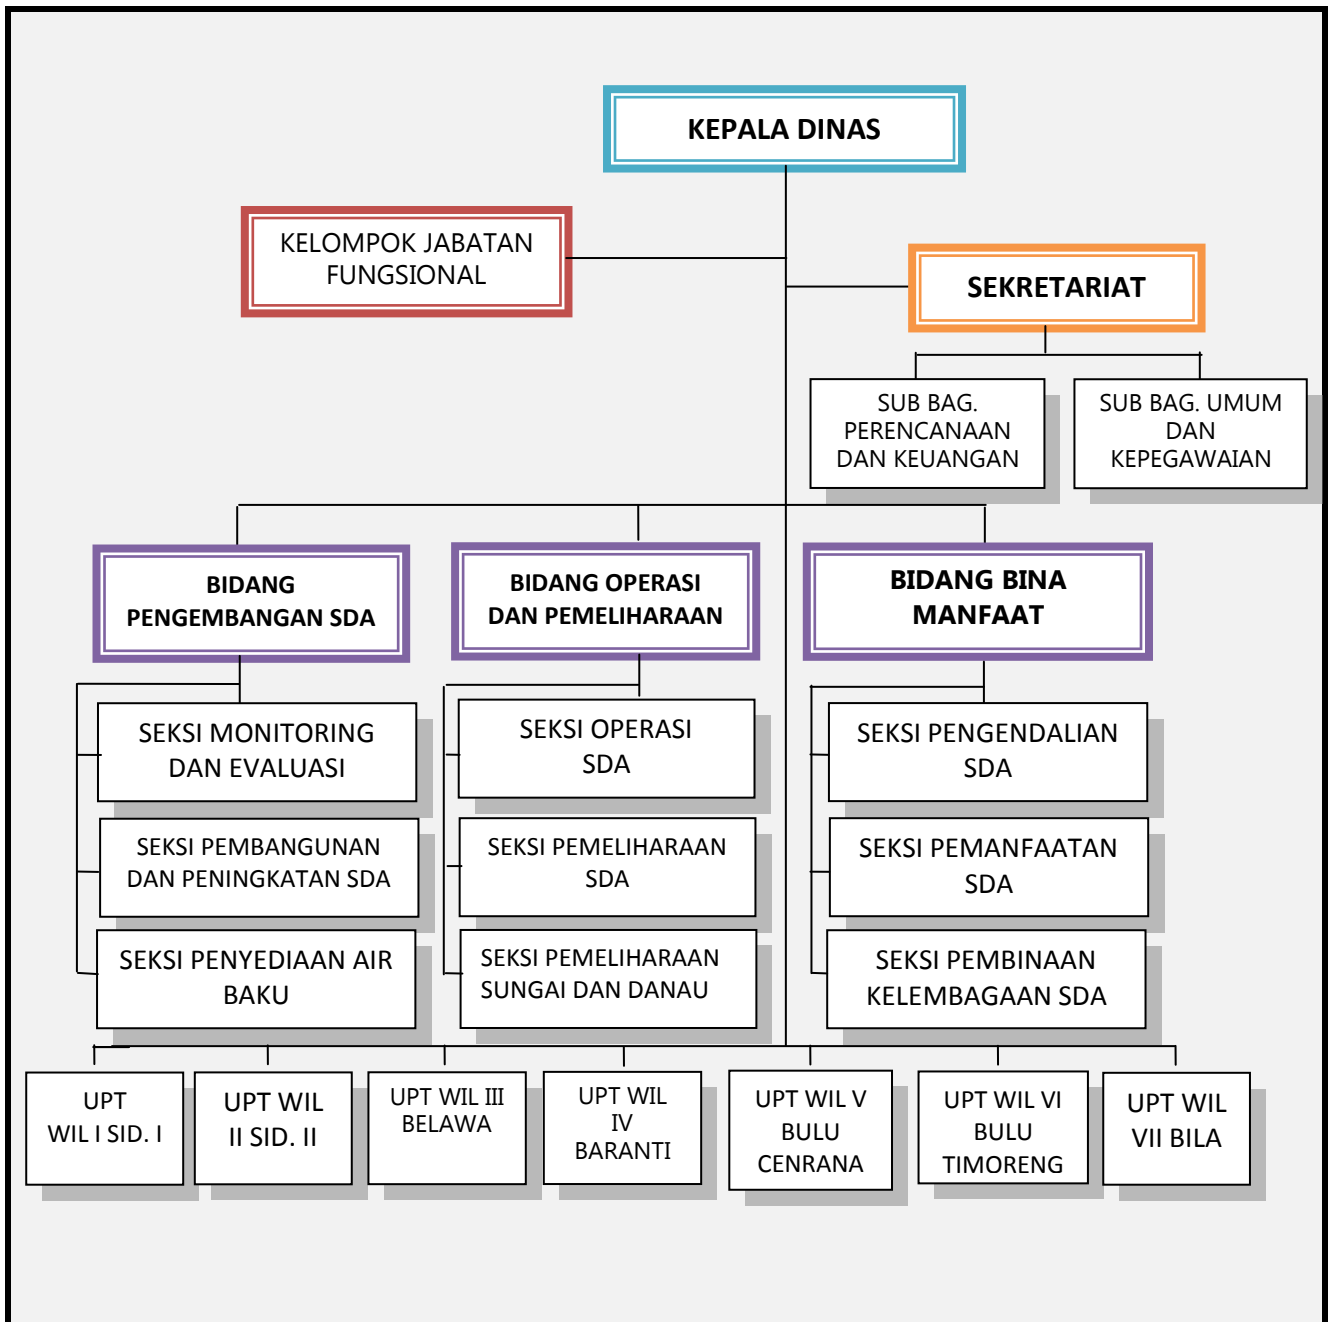 KEPALA DINAS
KELOMPOK JABATAN
FUNGSIONAL
SEKRETARIAT
SUB BAG.
PERENCANAAN
DAN KEUANGAN
SUB BAG. UMUM
DAN
KEPEGAWAIAN
BIDANG
PENGEMBANGAN SDA
BIDANG OPERASI
DAN PEMELIHARAAN
BIDANG BINA
MANFAAT
SEKSI MONITORING
DAN EVALUASI
SEKSI OPERASI
SDA
SEKSI PENGENDALIAN
SDA
SEKSI PEMBANGUNAN
DAN PENINGKATAN SDA
SEKSI PEMELIHARAAN
SDA
SEKSI PEMANFAATAN
SDA
SEKSI PENYEDIAAN AIR
BAKU
SEKSI PEMELIHARAAN
SUNGAI DAN DANAU
SEKSI PEMBINAAN
KELEMBAGAAN SDA
UPT
WIL I SID. I
UPT WIL
II SID. II
UPT WIL III
BELAWA
UPT WIL
IV
BARANTI
UPT WIL V
BULU
CENRANA
UPT WIL VI
BULU
TIMORENG
UPT WIL
VII BILA